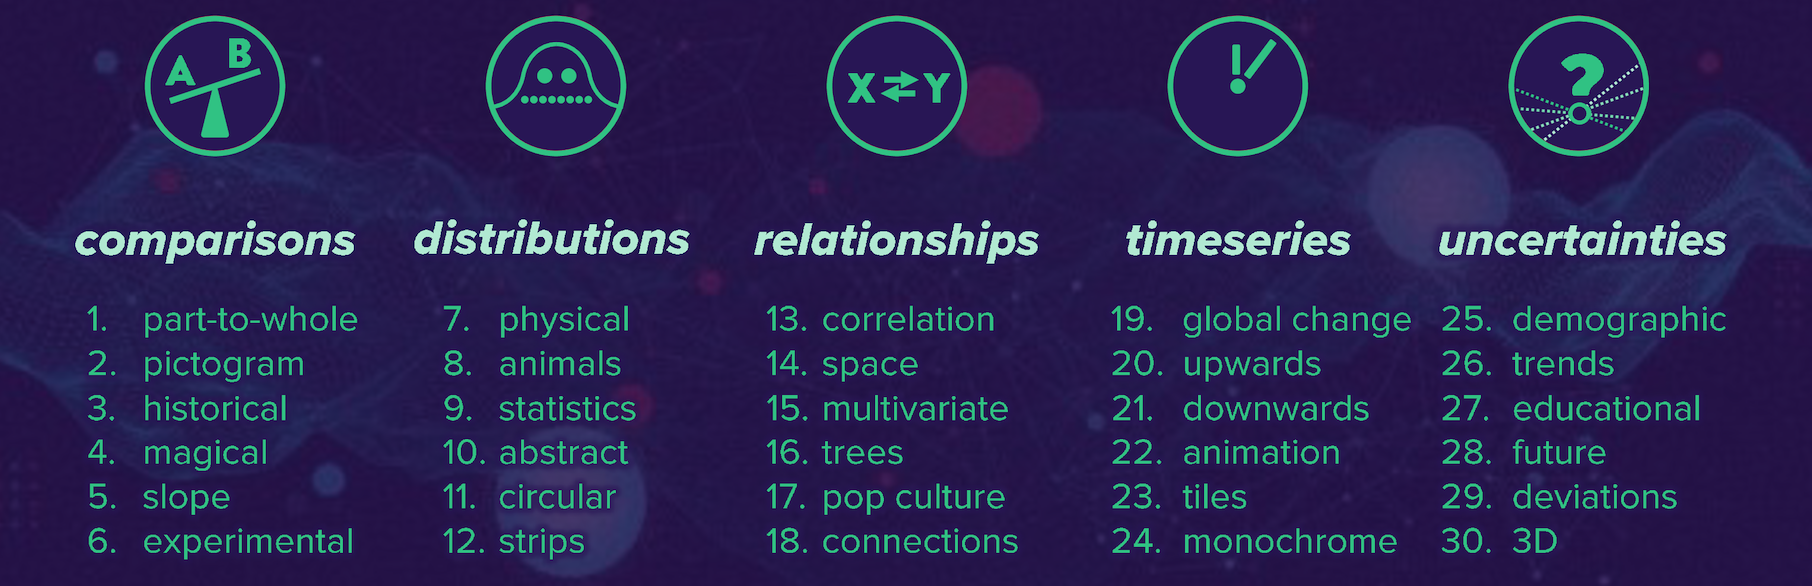 A B
X⇄Y
!
?
comparisons
1. part-to-whole
2. pictogram
3. historical
4. magical
5. slope
6. experimental
distributions
7. physical
8. animals
9. statistics
10. abstract
11. circular
12. strips
relationships
13. correlation
14. space
15. multivariate
16. trees
17. pop culture
18. connections
timeseries
19. global change
20. upwards
21. downwards
22. animation
23. tiles
24. monochrome
uncertainties
25. demographic
26. trends
27. educational
28. future
29. deviations
30. 3D